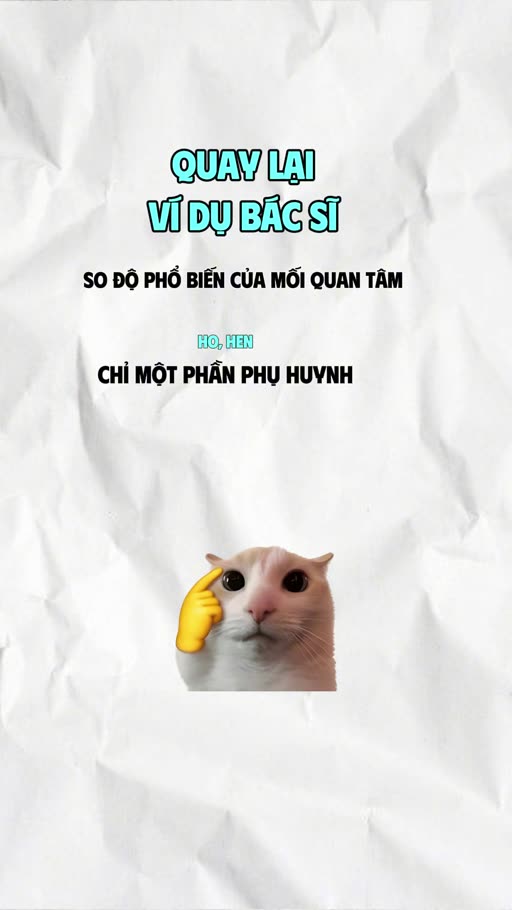 QUAY LẠI
VÍ DỤ BÁC SĨ
SO ĐỘ PHỔ BIẾN CỦA MỐI QUAN TÂM
HO, HEN
CHỈ MỘT PHẦN PHỤ HUYNH